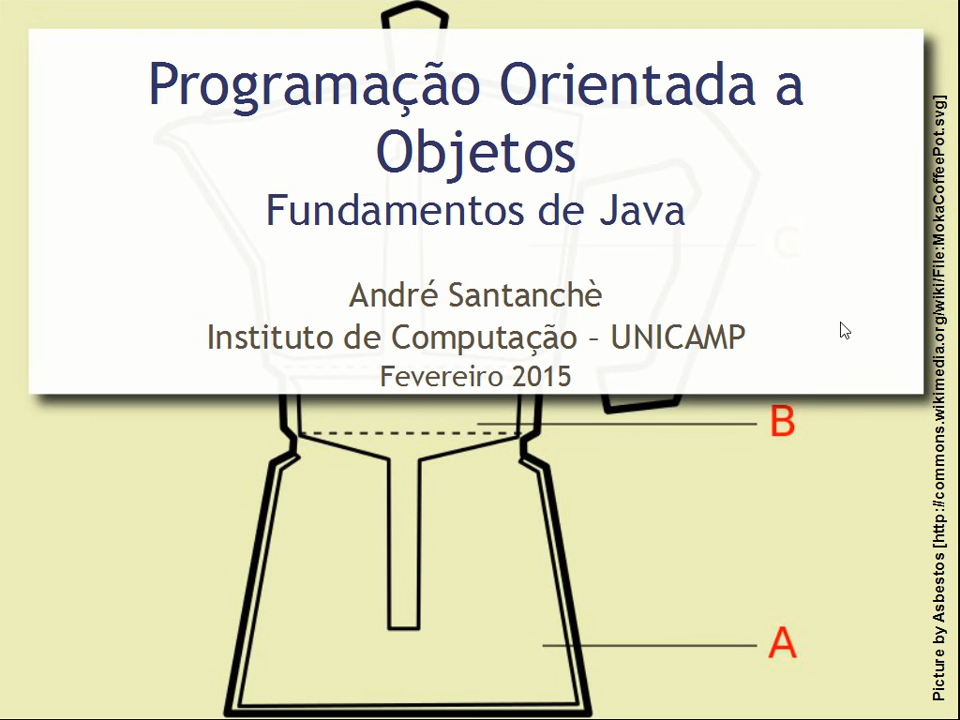 Programação Orientada a
Objetos
Fundamentos de Java
André Santanchè
Instituto de Computação – UNICAMP
Fevereiro 2015
C
B
A
Picture by Asbestos [http://commons.wikimedia.org/wiki/File:MokaCoffeePot.svg]